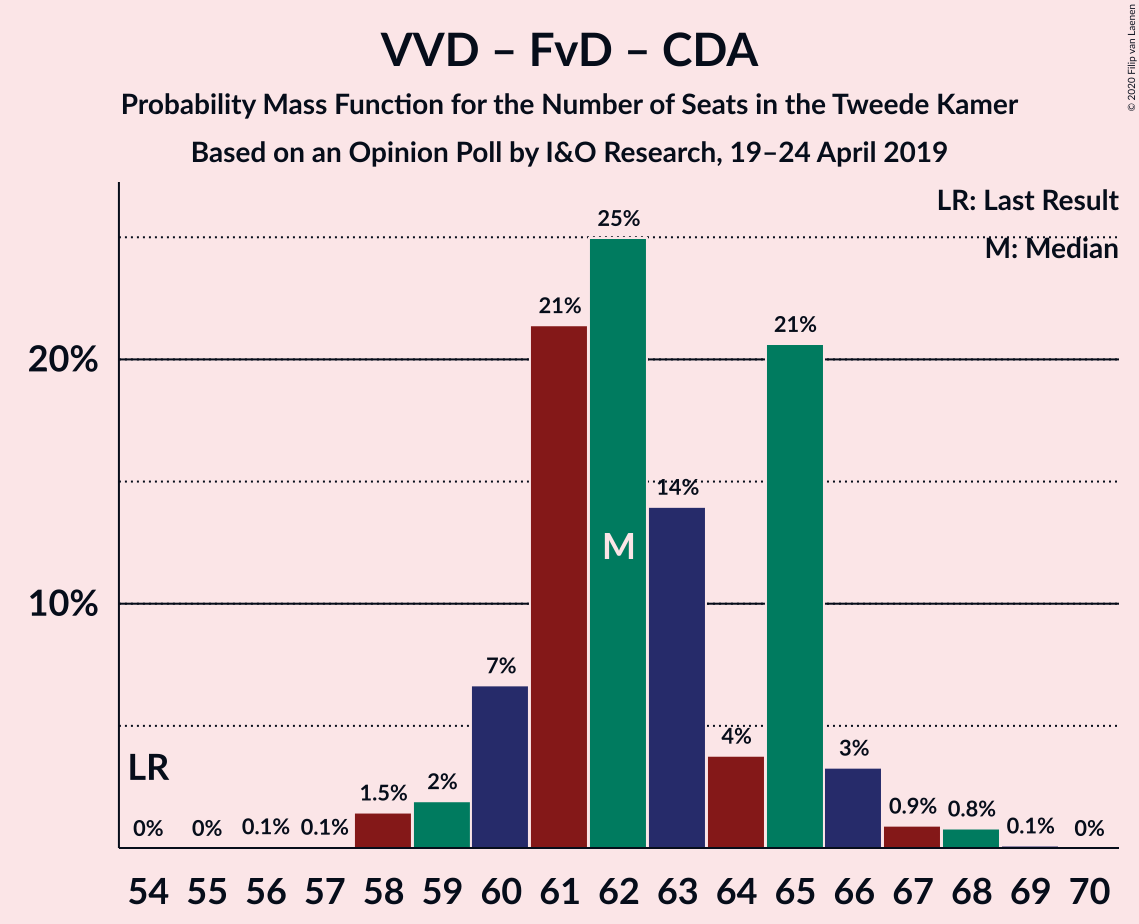 VVD – FvD – CDA
Probability Mass Function for the Number of Seats in the Tweede Kamer
Based on an Opinion Poll by I&O Research, 19–24 April 2019
© 2020 Filip van Laenen
LR: Last Result
M: Median
20%
10%
LR
M
0%
0%
0.1%
0.1%
1.5%
2%
7%
21%
25%
14%
4%
21%
3%
0.9%
0.8%
0.1%
0%
54 55 56 57 58 59 60 61 62 63 64 65 66 67 68 69 70